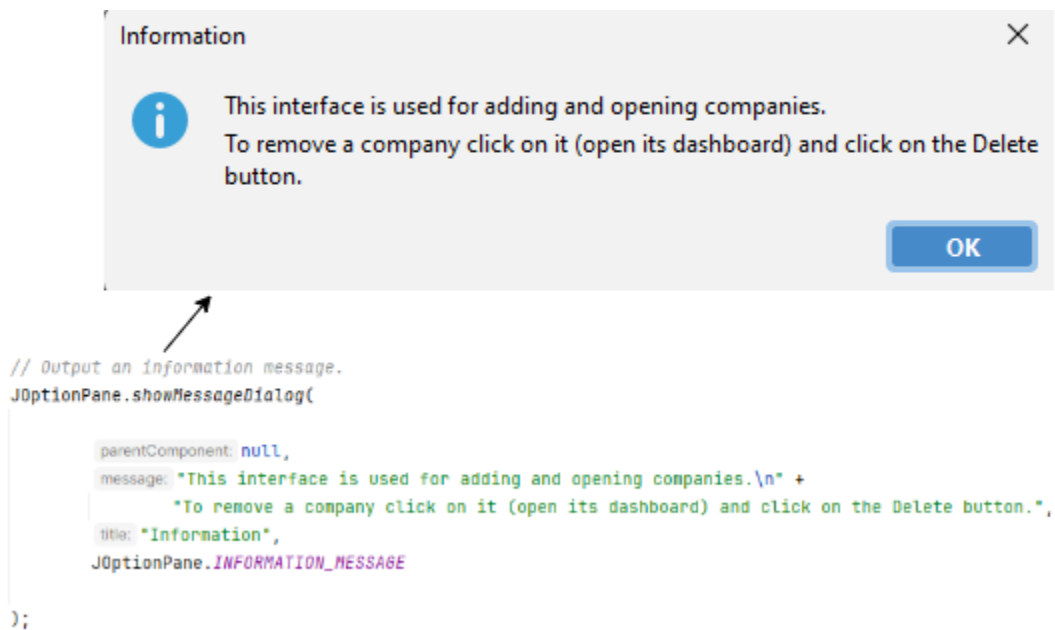 Information
This interface is used for adding and opening companies.
To remove a company click on it (open its dashboard) and click on the Delete
button.
OK
// Output an information message.
JOptionPane.showMessageDialog(
parentComponent: null,
message: "This interface is used for adding and opening companies.\n" +
"To remove a company click on it (open its dashboard) and click on the Delete button.",
title: "Information",
JOptionPane.INFORMATION_MESSAGE
);